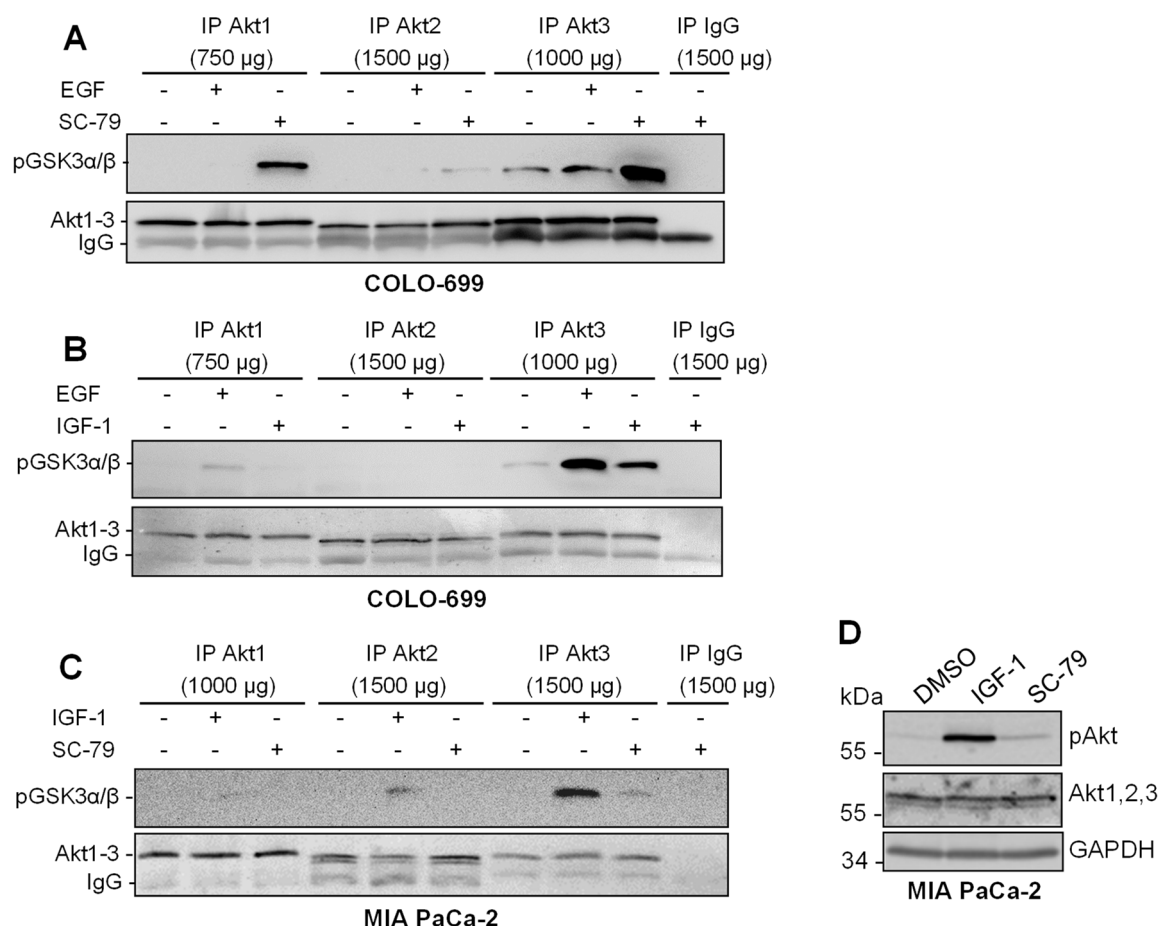 A
IP Akt1 IP Akt2 IP Akt3 IP IgG
(750 µg) (1500 µg) (1000 µg) (1500 µg)
EGF - + - - + - - + - -
SC-79 - - + - - + - - + +
pGSK3α/β
Akt1-3
IgG
COLO-699
B
IP Akt1 IP Akt2 IP Akt3 IP IgG
(750 µg) (1500 µg) (1000 µg) (1500 µg)
EGF - + - - + - - + - -
IGF-1 - - + - - + - - + +
pGSK3α/β
Akt1-3
IgG
COLO-699
C
IP Akt1 IP Akt2 IP Akt3 IP IgG
(1000 µg) (1500 µg) (1500 µg) (1500 µg)
IGF-1 - + - - + - - + - -
SC-79 - - + - - + - - + +
pGSK3α/β
Akt1-3
IgG
MIA PaCa-2
D
kDa DMSO IGF-1 SC-79
55 - pAkt
55 - Akt1,2,3
34 - GAPDH
MIA PaCa-2